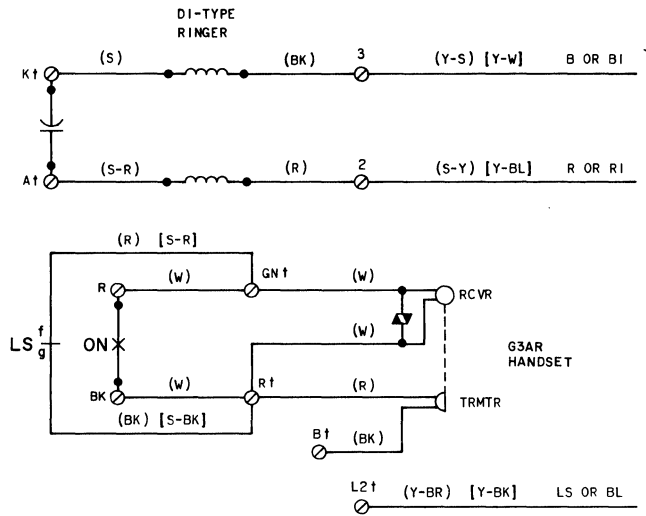 DI-TYPE
RINGER
K† (S) (BK) 3 (Y-S) [Y-W] B OR BI
A† (S-R) (R) 2 (S-Y) [Y-BL] R OR RI
(R) [S-R]
R (W) GN† (W) RCVR
(W)
LS f g ON
G3AR
HANDSET
BK (W) R† (R) TRMTR
(BK) [S-BK]
B† (BK)
L2† (Y-BR) [Y-BK] LS OR BL